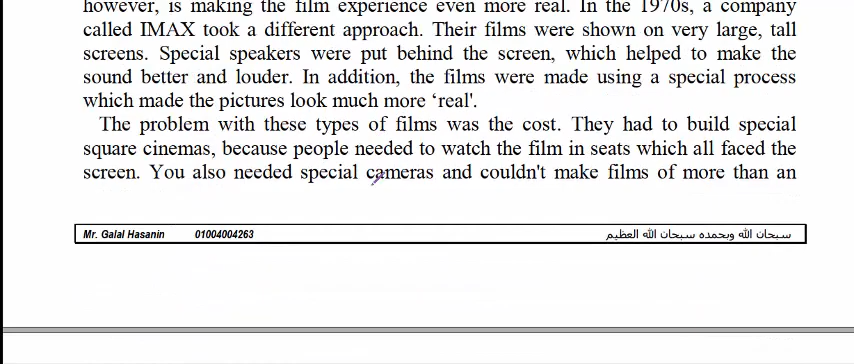 however, is making the film experience even more real. In the 1970s, a company
called IMAX took a different approach. Their films were shown on very large, tall
screens. Special speakers were put behind the screen, which helped to make the
sound better and louder. In addition, the films were made using a special process
which made the pictures look much more ‘real'.
The problem with these types of films was the cost. They had to build special
square cinemas, because people needed to watch the film in seats which all faced the
screen. You also needed special cameras and couldn't make films of more than an
Mr. Galal Hasanin 01004004263 سبحان الله وبحمده سبحان الله العظيم